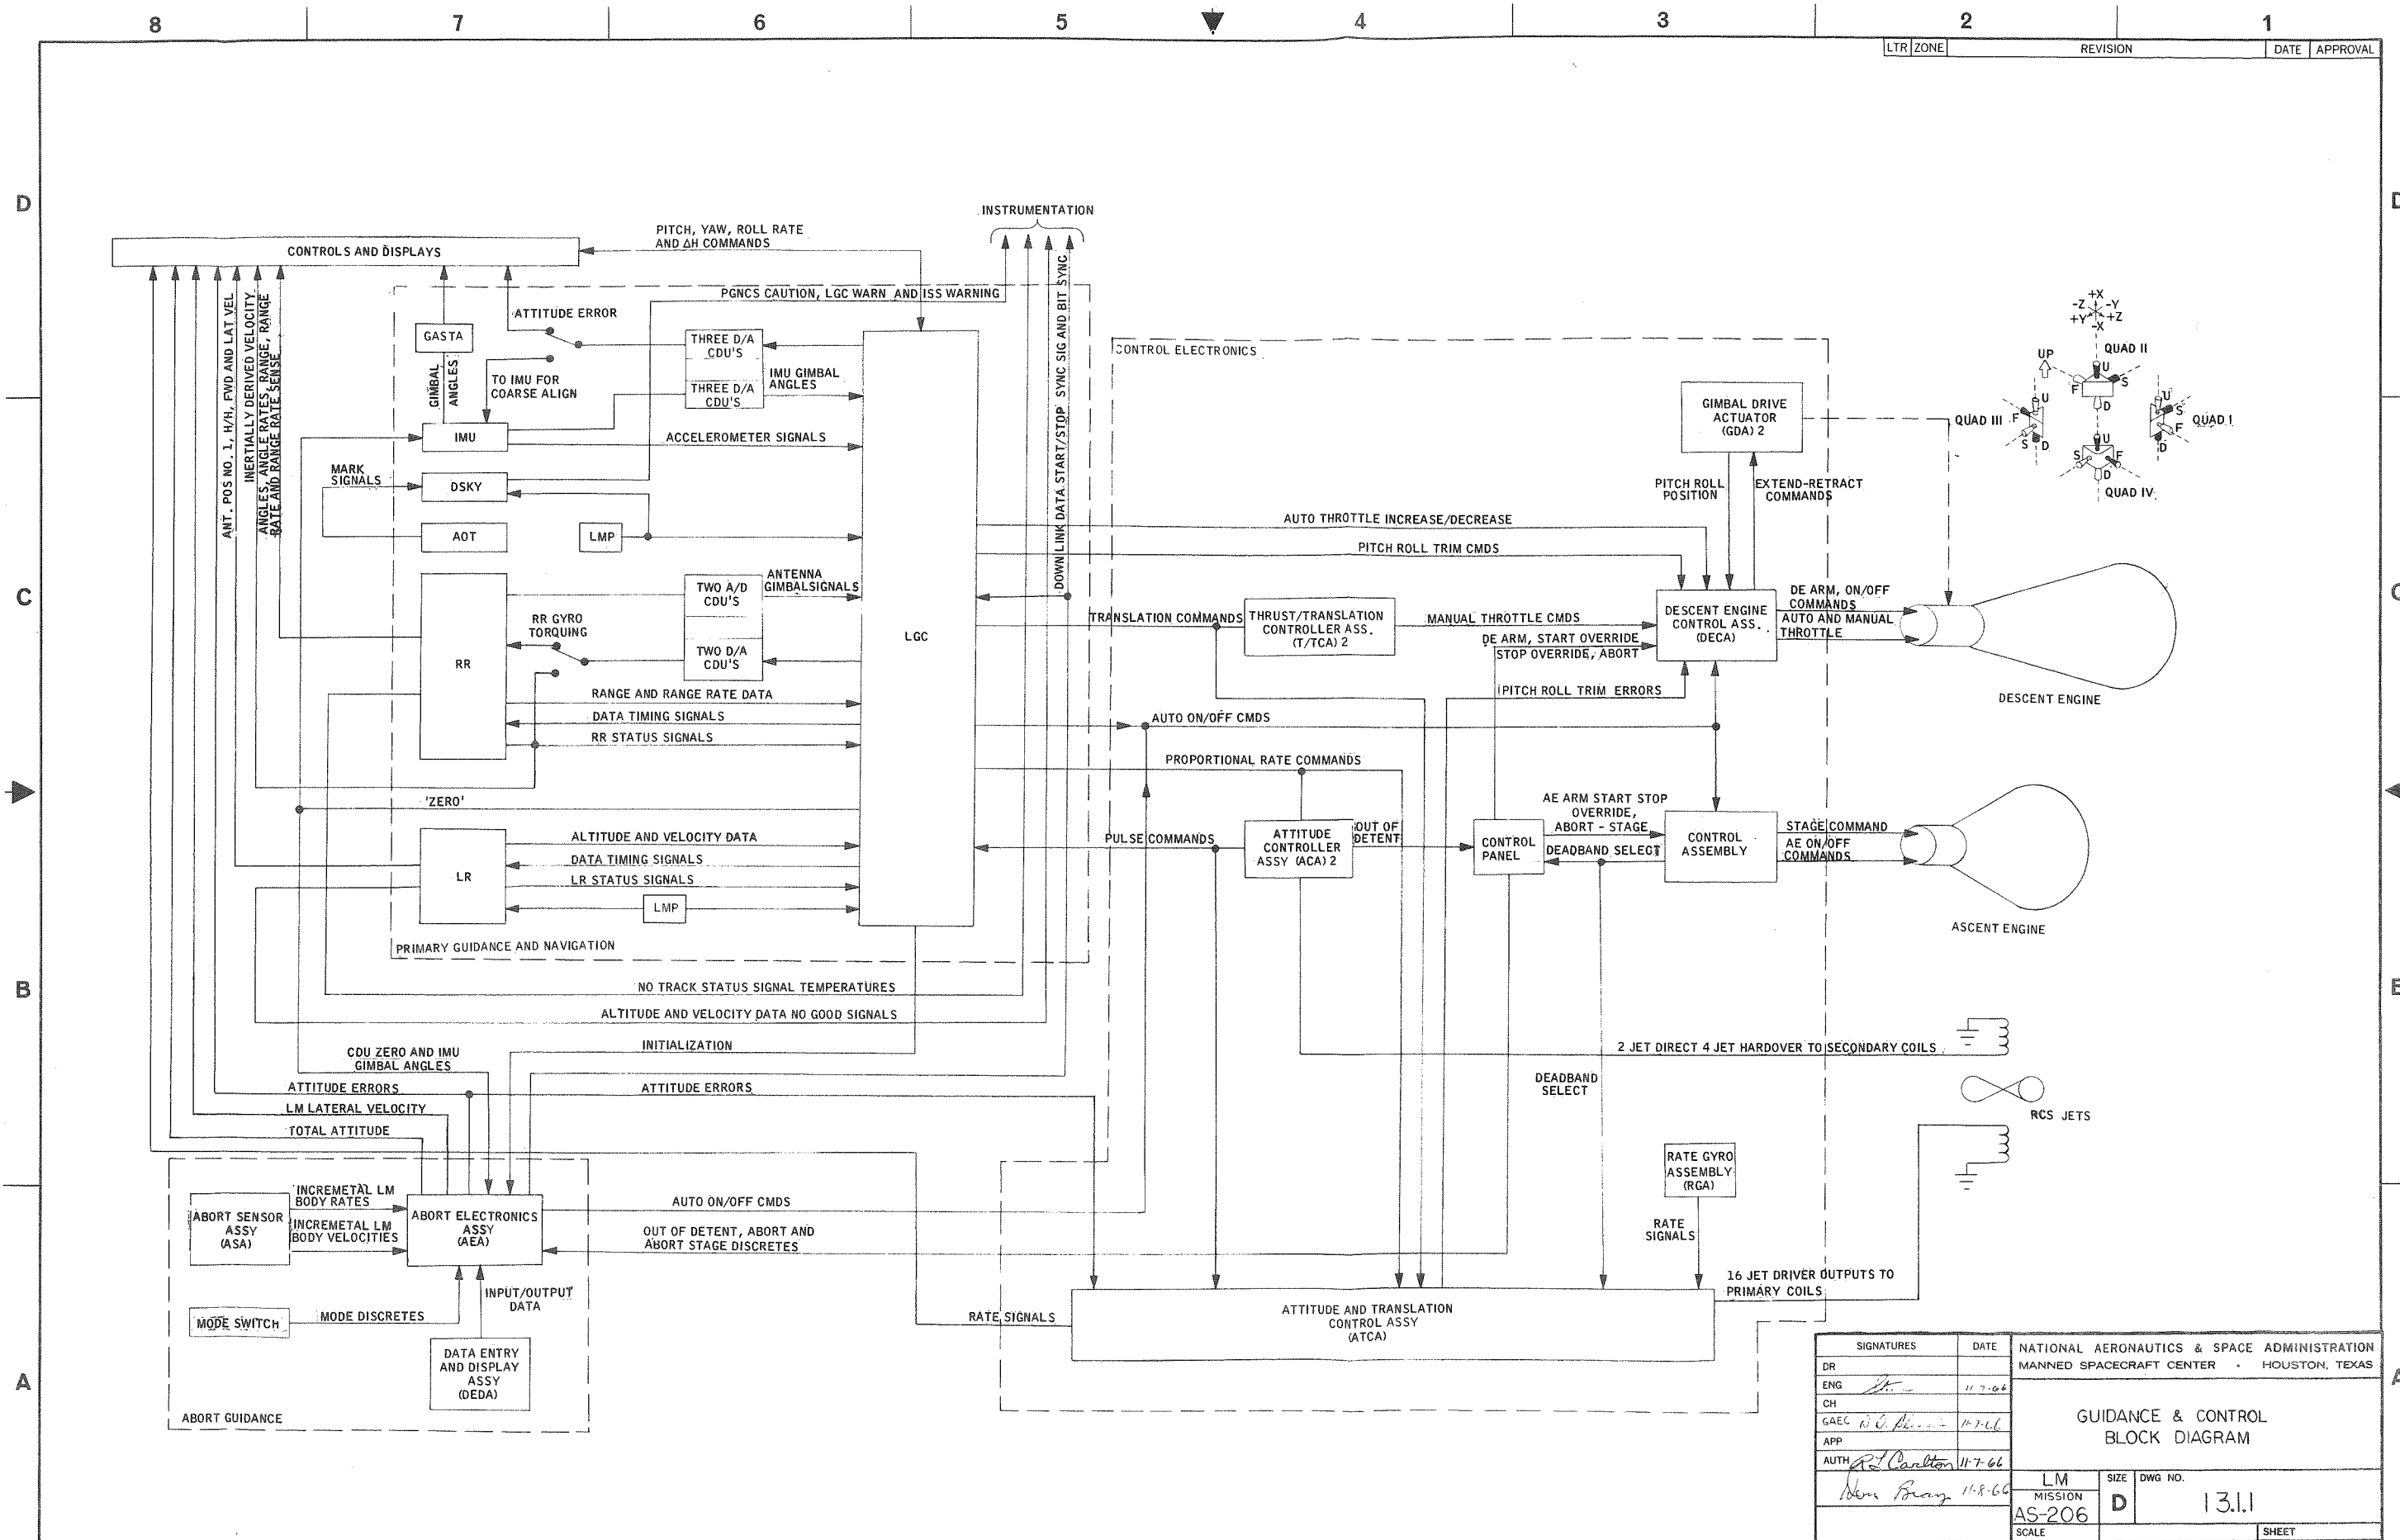 8 7 6 5 4 3 2 1
LTR ZONE REVISION DATE APPROVAL
D
D
C
C
B
A
CONTROLS AND DISPLAYS
PITCH, YAW, ROLL RATE
AND ΔH COMMANDS
INSTRUMENTATION
PGNCS CAUTION, LGC WARN AND ISS WARNING
ANT. POS NO. 1, H/H, FWD AND LAT VEL
INERTIALLY DERIVED VELOCITY
ANGLES, ANGLE RATES, RANGE, RANGE
RATE AND RANGE RATE SENSE
DOWN LINK DATA START/STOP SYNC SIG AND BIT SYNC
GASTA
ATTITUDE ERROR
THREE D/A
CDU'S
GIMBAL
ANGLES
TO IMU FOR
COARSE ALIGN
THREE D/A
CDU'S
IMU GIMBAL
ANGLES
IMU
ACCELEROMETER SIGNALS
MARK
SIGNALS
DSKY
AOT
LMP
TWO A/D
CDU'S
ANTENNA
GIMBALSIGNALS
LGC
RR GYRO
TORQUING
RR
TWO D/A
CDU'S
RANGE AND RANGE RATE DATA
DATA TIMING SIGNALS
RR STATUS SIGNALS
'ZERO'
ALTITUDE AND VELOCITY DATA
DATA TIMING SIGNALS
LR
LR STATUS SIGNALS
LMP
PRIMARY GUIDANCE AND NAVIGATION
NO TRACK STATUS SIGNAL TEMPERATURES
ALTITUDE AND VELOCITY DATA NO GOOD SIGNALS
INITIALIZATION
CDU ZERO AND IMU
GIMBAL ANGLES
ATTITUDE ERRORS
ATTITUDE ERRORS
LM LATERAL VELOCITY
TOTAL ATTITUDE
INCREMETAL LM
BODY RATES
ABORT SENSOR
ASSY
(ASA)
INCREMETAL LM
BODY VELOCITIES
ABORT ELECTRONICS
ASSY
(AEA)
AUTO ON/OFF CMDS
OUT OF DETENT, ABORT AND
ABORT STAGE DISCRETES
MODE SWITCH
MODE DISCRETES
INPUT/OUTPUT
DATA
DATA ENTRY
AND DISPLAY
ASSY
(DEDA)
ABORT GUIDANCE
RATE SIGNALS
CONTROL ELECTRONICS
GIMBAL DRIVE
ACTUATOR
(GDA) 2
PITCH ROLL
POSITION
EXTEND-RETRACT
COMMANDS
AUTO THROTTLE INCREASE/DECREASE
PITCH ROLL TRIM CMDS
TRANSLATION COMMANDS
THRUST/TRANSLATION
CONTROLLER ASS.
(T/TCA) 2
MANUAL THROTTLE CMDS
DE ARM, START OVERRIDE
STOP OVERRIDE, ABORT
DESCENT ENGINE
CONTROL ASS.
(DECA)
DE ARM, ON/OFF
COMMANDS
AUTO AND MANUAL
THROTTLE
DESCENT ENGINE
PITCH ROLL TRIM ERRORS
AUTO ON/OFF CMDS
PROPORTIONAL RATE COMMANDS
PULSE COMMANDS
ATTITUDE
CONTROLLER
ASSY (ACA) 2
OUT OF
DETENT
CONTROL
PANEL
AE ARM START STOP
OVERRIDE,
ABORT - STAGE
DEADBAND SELECT
CONTROL
ASSEMBLY
STAGE COMMAND
AE ON/OFF
COMMANDS
ASCENT ENGINE
2 JET DIRECT 4 JET HARDOVER TO SECONDARY COILS
DEADBAND
SELECT
RCS JETS
RATE GYRO
ASSEMBLY
(RGA)
RATE
SIGNALS
16 JET DRIVER OUTPUTS TO
PRIMARY COILS
ATTITUDE AND TRANSLATION
CONTROL ASSY
(ATCA)
+X
-Z -Y
+Y +Z
-X
UP
QUAD II
U
F S
D
QUAD III
U
F
S D
QUAD I
U
S
F
D
QUAD IV
U
S F
D
SIGNATURES DATE
DR
ENG 11-7-66
CH
GAEC 11-7-66
APP
AUTH R L Carlton 11-7-66
Bray 11-8-66
NATIONAL AERONAUTICS & SPACE ADMINISTRATION
MANNED SPACECRAFT CENTER · HOUSTON, TEXAS
GUIDANCE & CONTROL
BLOCK DIAGRAM
LM
MISSION
AS-206
SIZE
D
DWG NO.
13.1.1
SCALE
SHEET